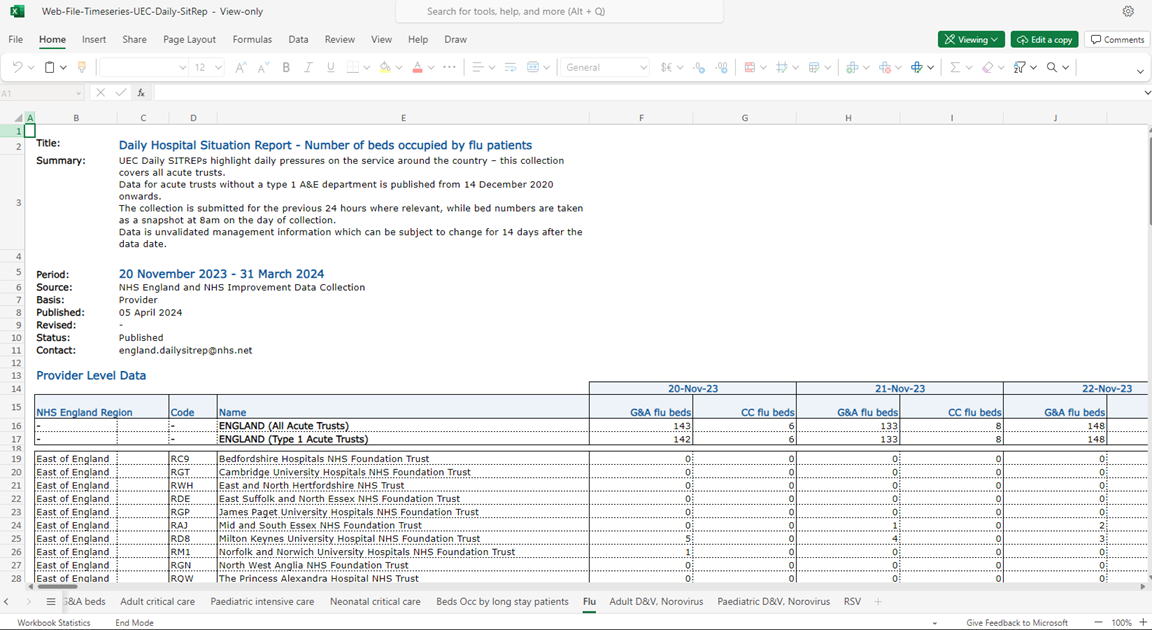 Web-File-Timeseries-UEC-Daily-SitRep - View-only
Search for tools, help, and more (Alt + Q)
File Home Insert Share Page Layout Formulas Data Review View Help Draw
Viewing Edit a copy Comments
12 B I U A General $€
A1 fx
A B C D E F G H I J
1
2 Title: Daily Hospital Situation Report - Number of beds occupied by flu patients
Summary: UEC Daily SITREPs highlight daily pressures on the service around the country – this collection
covers all acute trusts.
Data for acute trusts without a type 1 A&E department is published from 14 December 2020
onwards.
3 The collection is submitted for the previous 24 hours where relevant, while bed numbers are taken
as a snapshot at 8am on the day of collection.
Data is unvalidated management information which can be subject to change for 14 days after the
data date.
4
5 Period: 20 November 2023 - 31 March 2024
6 Source: NHS England and NHS Improvement Data Collection
7 Basis: Provider
8 Published: 05 April 2024
9 Revised: -
10 Status: Published
11 Contact: england.dailysitrep@nhs.net
12
13 Provider Level Data
14 20-Nov-23 21-Nov-23 22-Nov-23
15 NHS England Region Code Name G&A flu beds CC flu beds G&A flu beds CC flu beds G&A flu beds
16 - - ENGLAND (All Acute Trusts) 143 6 133 8 148
17 - - ENGLAND (Type 1 Acute Trusts) 142 6 133 8 148
18
19 East of England RC9 Bedfordshire Hospitals NHS Foundation Trust 0 0 0 0 0
20 East of England RGT Cambridge University Hospitals NHS Foundation Trust 0 0 0 0 0
21 East of England RWH East and North Hertfordshire NHS Trust 0 0 0 0 0
22 East of England RDE East Suffolk and North Essex NHS Foundation Trust 0 0 0 0 0
23 East of England RGP James Paget University Hospitals NHS Foundation Trust 0 0 0 0 0
24 East of England RAJ Mid and South Essex NHS Foundation Trust 0 0 1 0 2
25 East of England RD8 Milton Keynes University Hospital NHS Foundation Trust 5 0 4 0 3
26 East of England RM1 Norfolk and Norwich University Hospitals NHS Foundation Trust 1 0 0 0 0
27 East of England RGN North West Anglia NHS Foundation Trust 0 0 0 0 0
28 East of England RQW The Princess Alexandra Hospital NHS Trust 0 0 0 0 0
G&A beds Adult critical care Paediatric intensive care Neonatal critical care Beds Occ by long stay patients Flu Adult D&V, Norovirus Paediatric D&V, Norovirus RSV
Workbook Statistics End Mode Give Feedback to Microsoft 100%